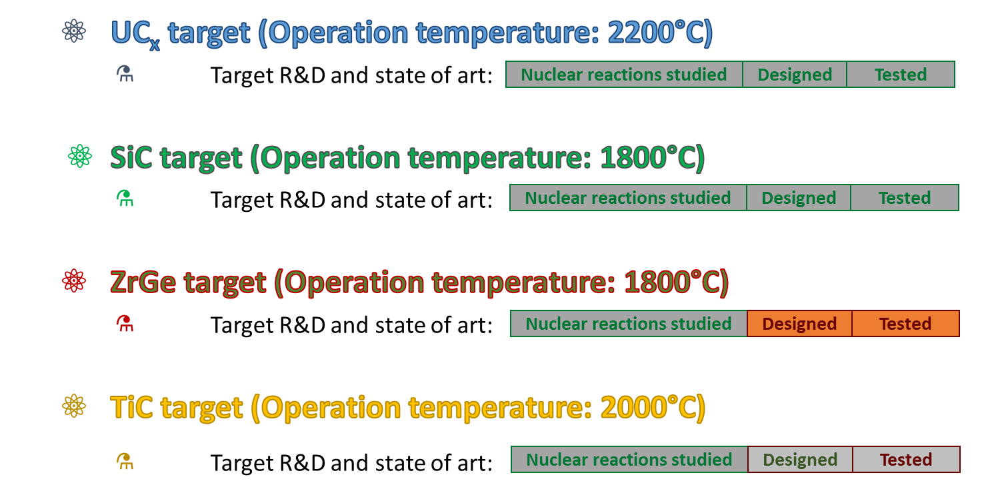 UCx target (Operation temperature: 2200°C)
Target R&D and state of art: Nuclear reactions studied Designed Tested
SiC target (Operation temperature: 1800°C)
Target R&D and state of art: Nuclear reactions studied Designed Tested
ZrGe target (Operation temperature: 1800°C)
Target R&D and state of art: Nuclear reactions studied Designed Tested
TiC target (Operation temperature: 2000°C)
Target R&D and state of art: Nuclear reactions studied Designed Tested